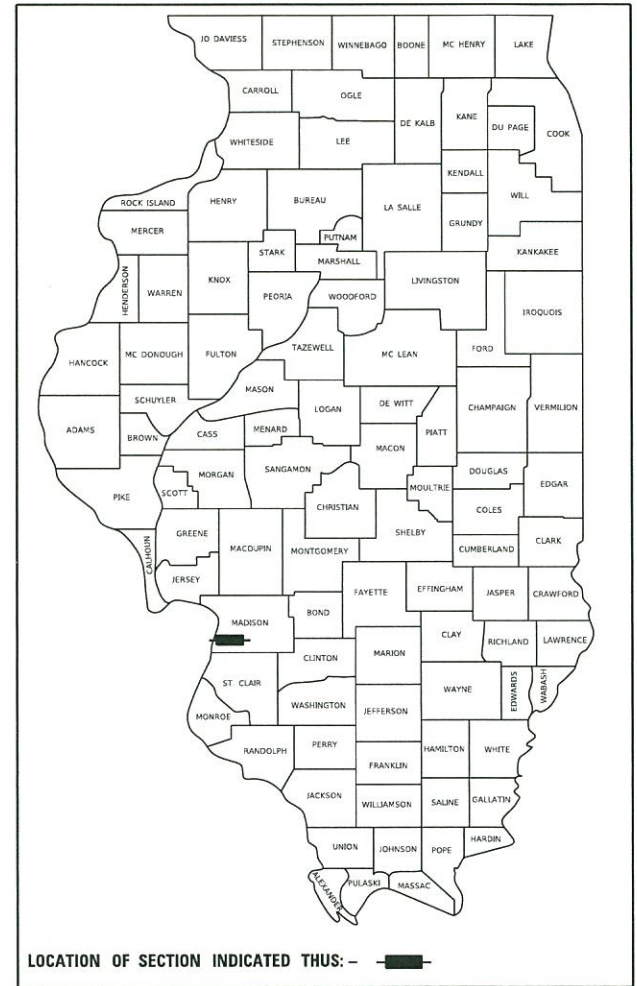 JO DAVIESS STEPHENSON WINNEBAGO BOONE MC HENRY LAKE
CARROLL OGLE DE KALB KANE DU PAGE COOK
WHITESIDE LEE
KENDALL
ROCK ISLAND HENRY BUREAU LA SALLE WILL
MERCER PUTNAM GRUNDY
STARK MARSHALL KANKAKEE
HENDERSON WARREN KNOX PEORIA WOODFORD LIVINGSTON IROQUOIS
HANCOCK MC DONOUGH FULTON TAZEWELL MC LEAN FORD
MASON
SCHUYLER LOGAN DE WITT CHAMPAIGN VERMILION
ADAMS BROWN CASS MENARD MACON PIATT
PIKE SCOTT MORGAN SANGAMON MOULTRIE DOUGLAS EDGAR
CHRISTIAN COLES
CALHOUN GREENE MACOUPIN MONTGOMERY SHELBY CUMBERLAND CLARK
JERSEY FAYETTE EFFINGHAM JASPER CRAWFORD
MADISON BOND
CLINTON MARION CLAY RICHLAND LAWRENCE
ST. CLAIR WAYNE EDWARDS WABASH
MONROE WASHINGTON JEFFERSON
RANDOLPH PERRY HAMILTON WHITE
FRANKLIN
JACKSON WILLIAMSON SALINE GALLATIN
UNION JOHNSON POPE HARDIN
ALEXANDER PULASKI MASSAC
LOCATION OF SECTION INDICATED THUS: –